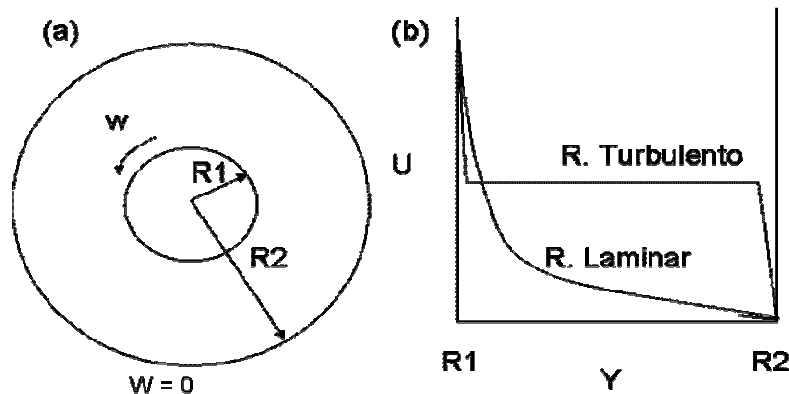 (a)
w
R1
R2
W = 0
(b)
U
R. Turbulento
R. Laminar
R1
R2
Y